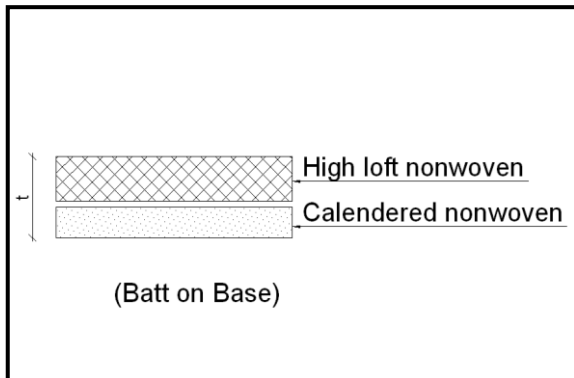 High loft nonwoven
t
Calendered nonwoven
(Batt on Base)